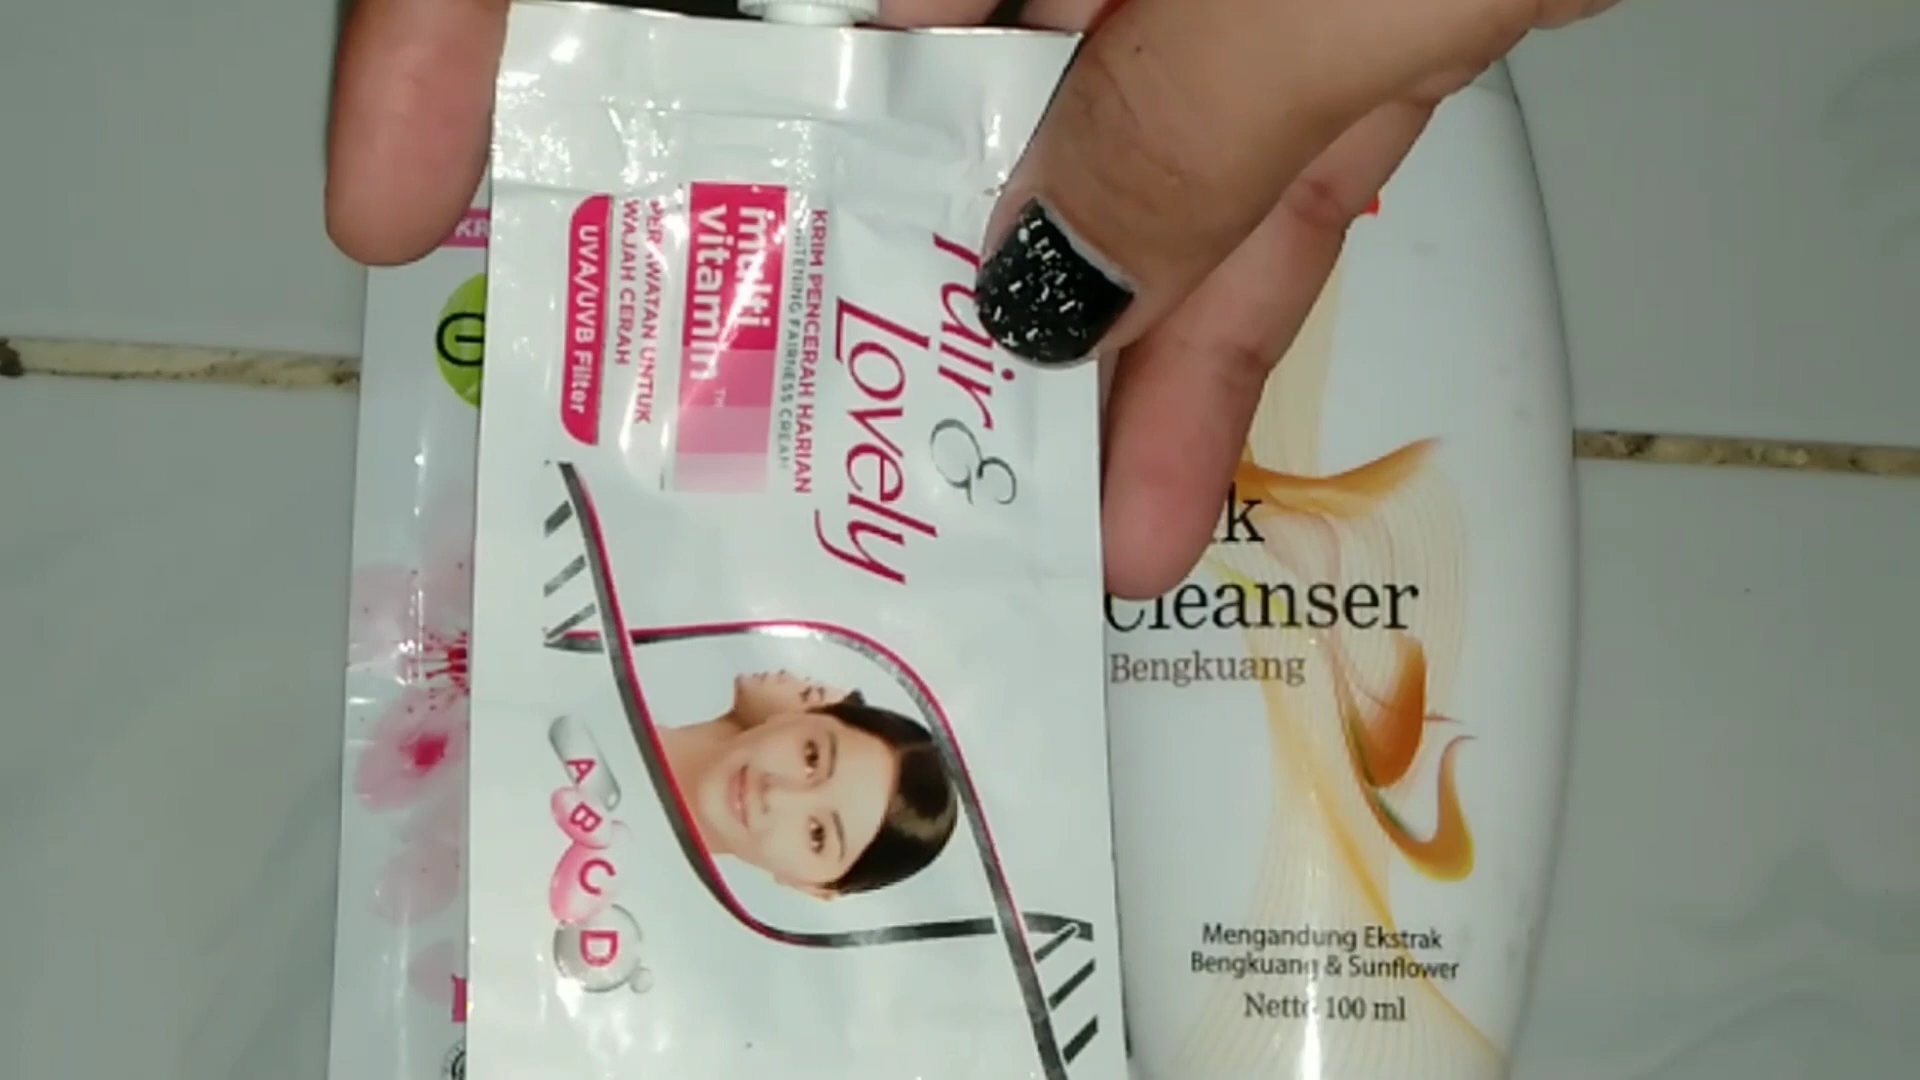 Fair
&
Lovely
KRIM PENCERAH HARIAN
WHITENING FAIRNESS CREAM
multi
vitamin™
PERAWATAN UNTUK
WAJAH CERAH
UVA/UVB Filter
A B C D
KR
U
k
Cleanser
Bengkuang
Mengandung Ekstrak
Bengkuang & Sunflower
Netto 100 ml